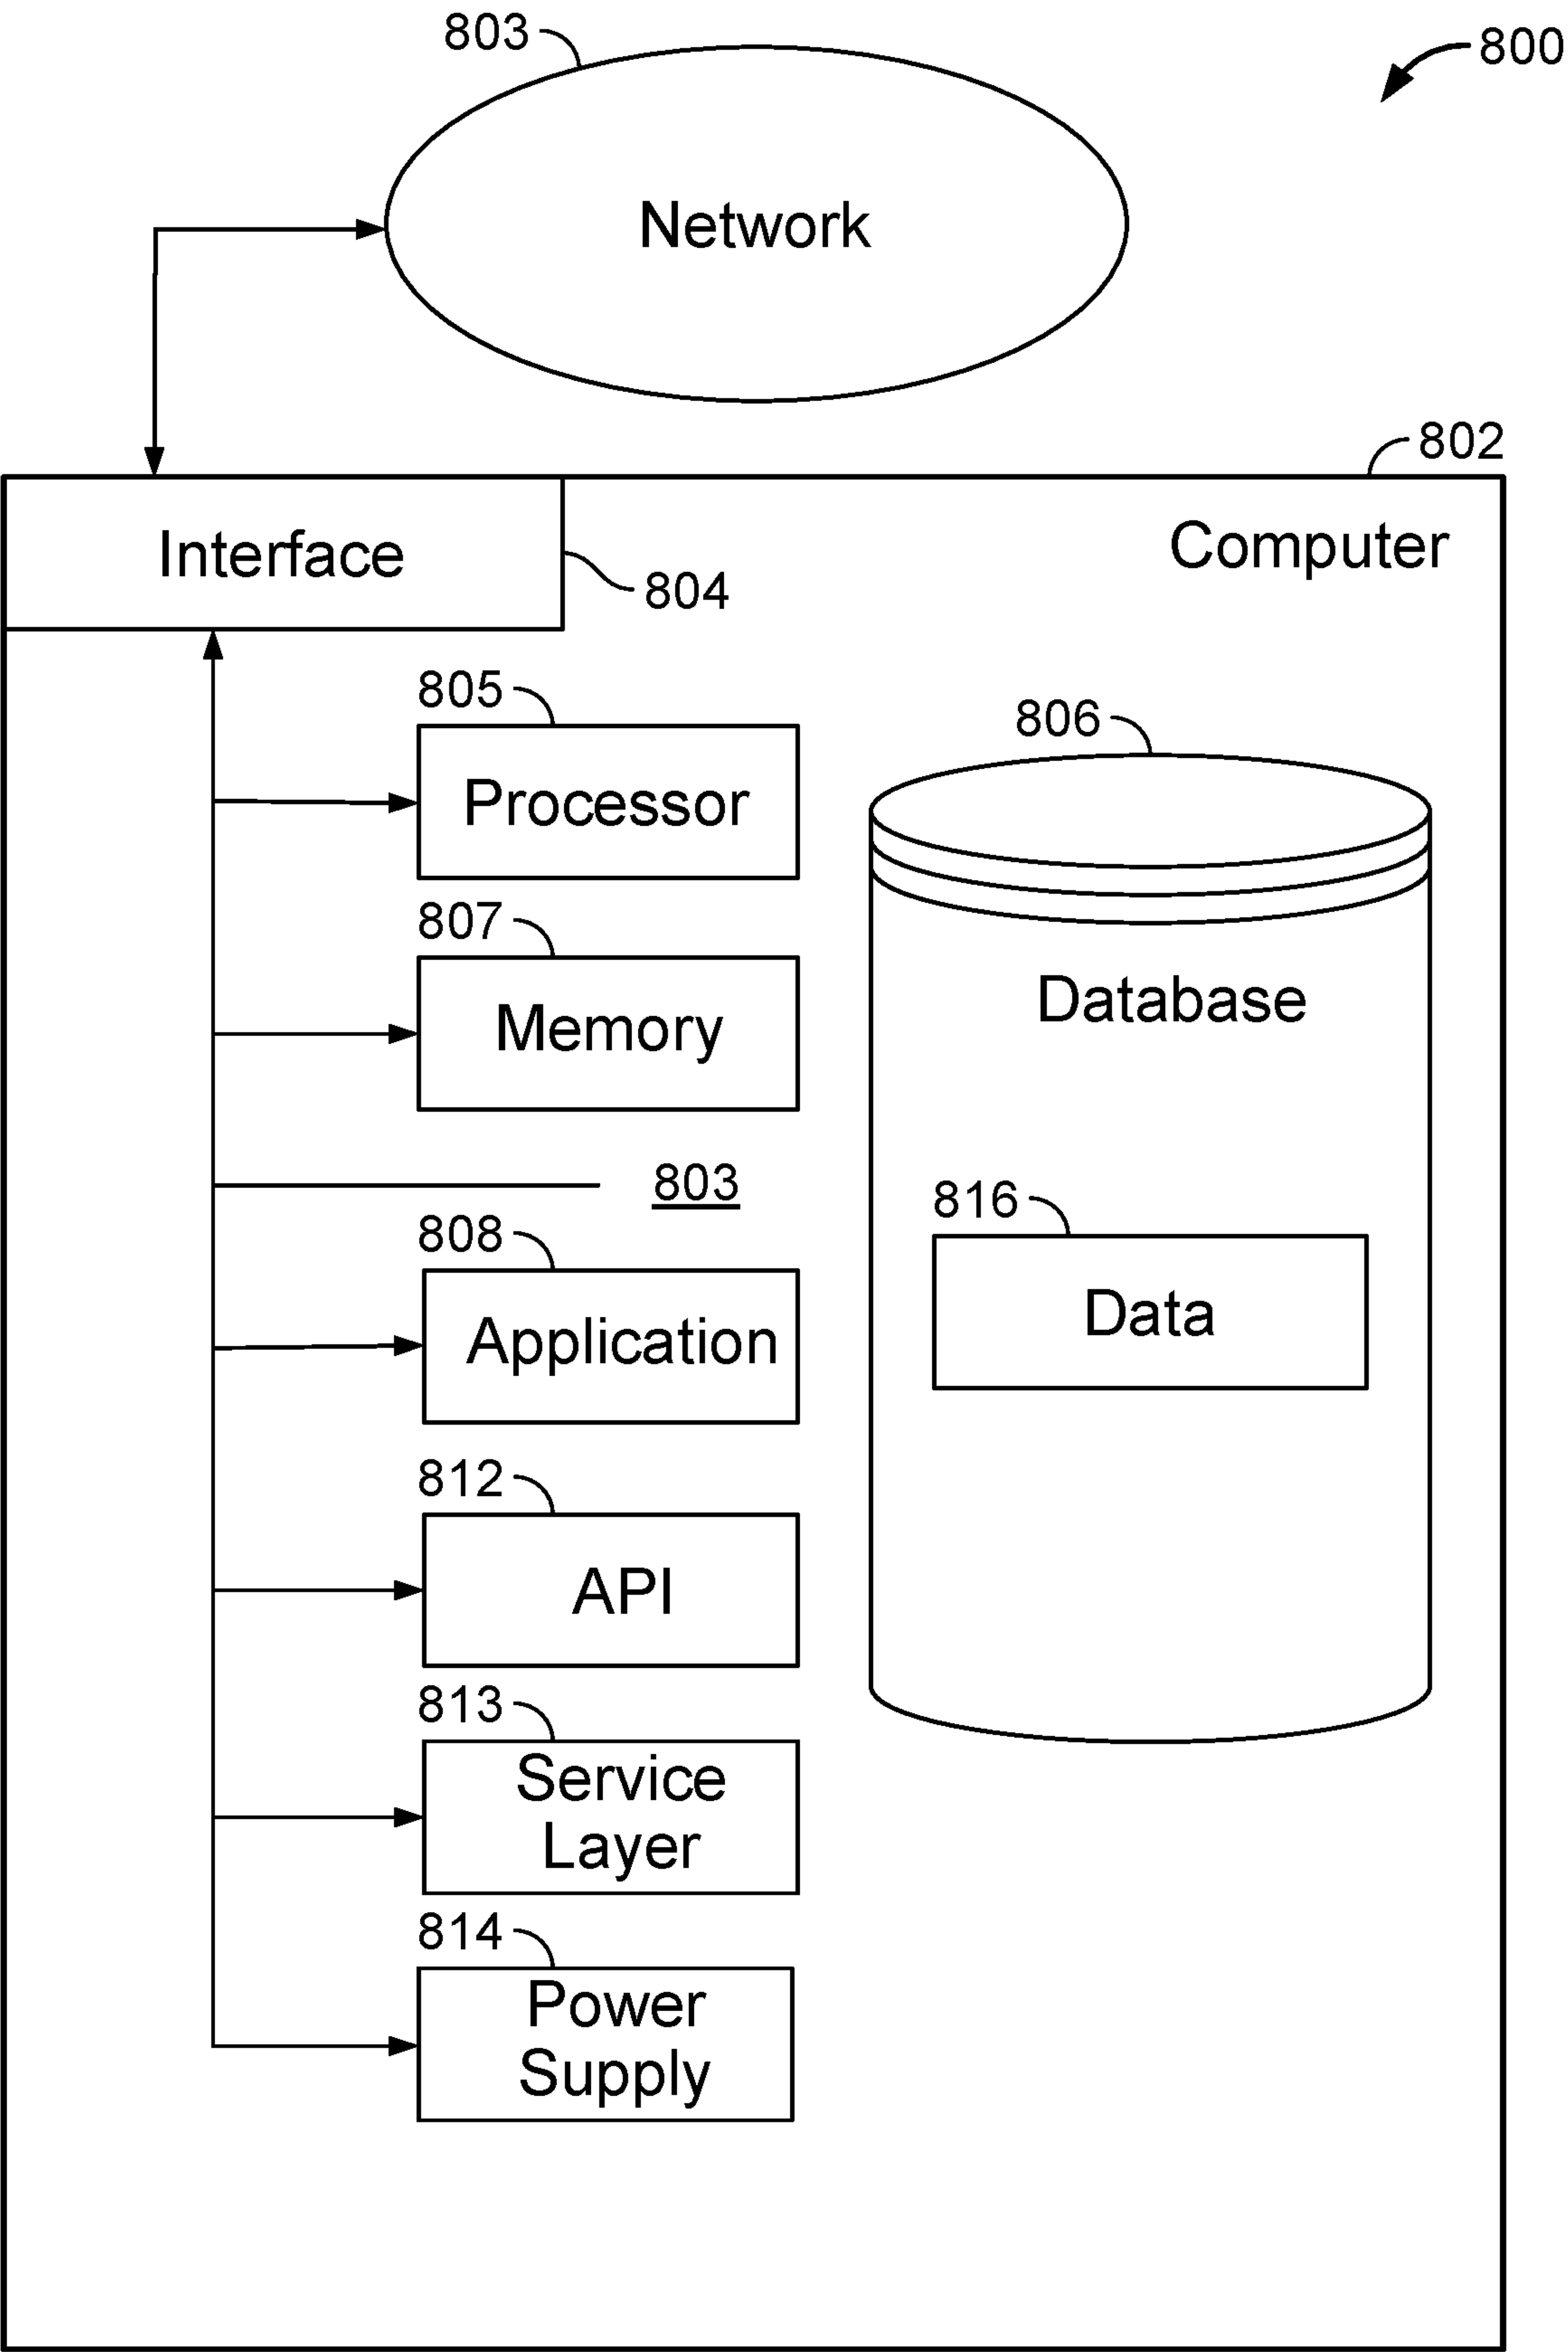 803
800
Network
802
Interface
Computer
804
805
806
Processor
807
Database
Memory
803
816
808
Data
Application
812
API
813
Service
Layer
814
Power
Supply